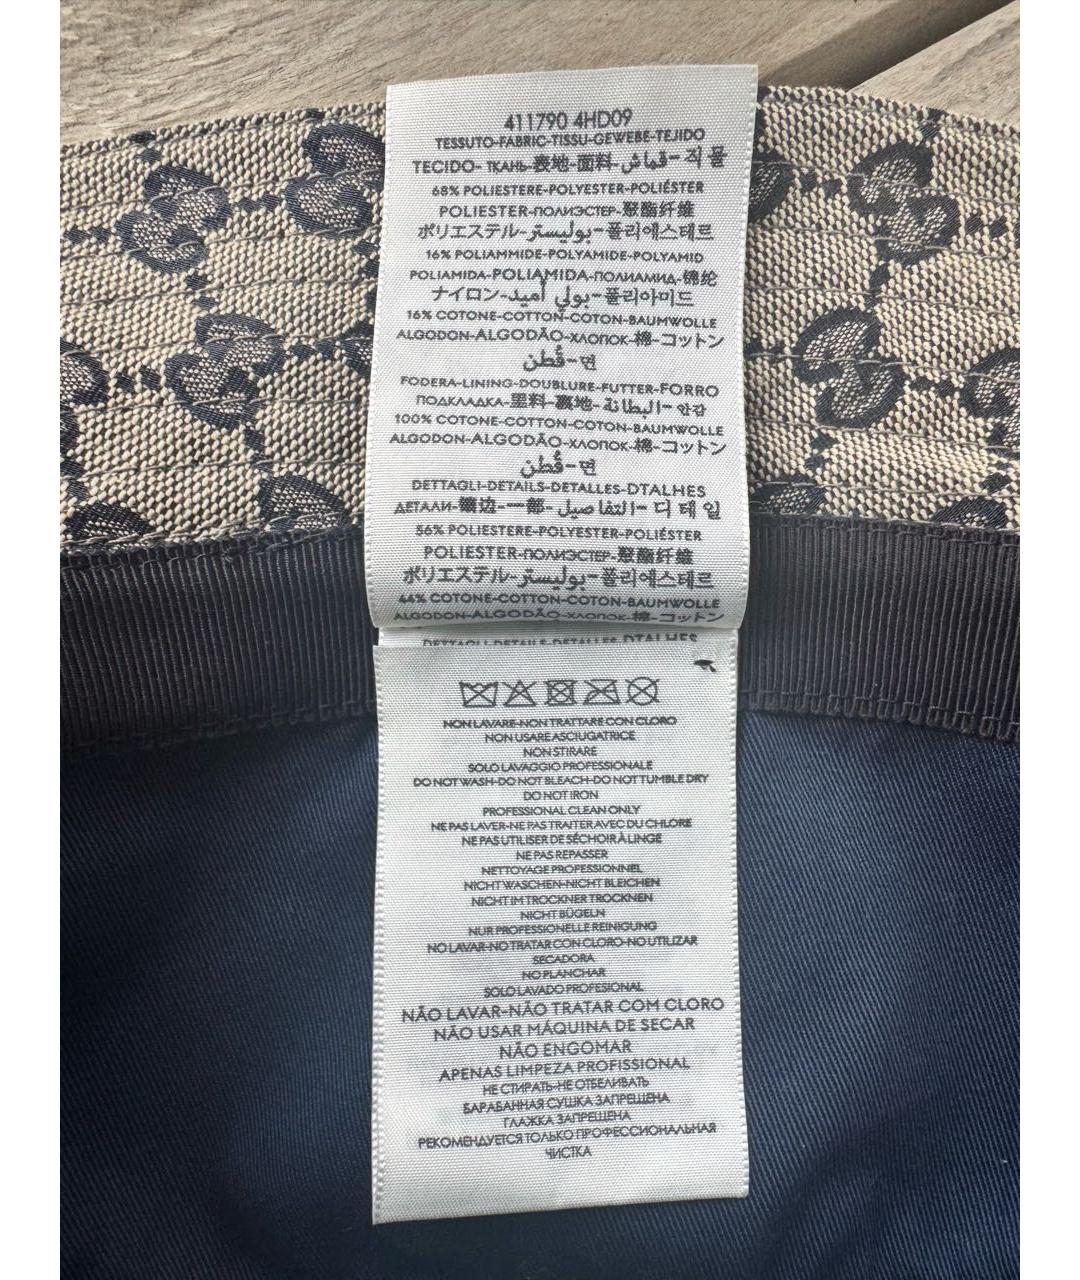 411790 4HD09
TESSUTO-FABRIC-TISSU-GEWEBE-TEJIDO
TECIDO-ТКАНЬ-表地-面料-قماش-직물
68% POLIESTERE-POLYESTER-POLIÉSTER
POLIESTER-ПОЛИЭСТЕР-聚酯纤维
ポリエステル-بوليستر-폴리에스테르
16% POLIAMMIDE-POLYAMIDE-POLYAMID
POLIAMIDA-POLIAMIDA-ПОЛИАМИД-锦纶
ナイロン-بولي أميد-폴리아미드
16% COTONE-COTTON-COTON-BAUMWOLLE
ALGODON-ALGODÃO-ХЛОПОК-棉-コットン
قُطن-면
FODERA-LINING-DOUBLURE-FUTTER-FORRO
ПОДКЛАДКА-里料-裏地-البطانة-안감
100% COTONE-COTTON-COTON-BAUMWOLLE
ALGODON-ALGODÃO-ХЛОПОК-棉-コットン
قُطن-면
DETTAGLI-DETAILS-DETALLES-DTALHES
ДЕТАЛИ-镶边-一部-التفاصيل-디테일
56% POLIESTERE-POLYESTER-POLIÉSTER
POLIESTER-ПОЛИЭСТЕР-聚酯纤维
ポリエステル-بوليستر-폴리에스테르
44% COTONE-COTTON-COTON-BAUMWOLLE
ALGODON-ALGODÃO-ХЛОПОК-棉-コットン
DETTAGLI-DETAILS-DETALLES-DTALHES
NON LAVARE-NON TRATTARE CON CLORO
NON USARE ASCIUGATRICE
NON STIRARE
SOLO LAVAGGIO PROFESSIONALE
DO NOT WASH-DO NOT BLEACH-DO NOT TUMBLE DRY
DO NOT IRON
PROFESSIONAL CLEAN ONLY
NE PAS LAVER-NE PAS TRAITER AVEC DU CHLORE
NE PAS UTILISER DE SÉCHOIR À LINGE
NE PAS REPASSER
NETTOYAGE PROFESSIONNEL
NICHT WASCHEN-NICHT BLEICHEN
NICHT IM TROCKNER TROCKNEN
NICHT BÜGELN
NUR PROFESSIONELLE REINIGUNG
NO LAVAR-NO TRATAR CON CLORO-NO UTILIZAR
SECADORA
NO PLANCHAR
SOLO LAVADO PROFESIONAL
NÃO LAVAR-NÃO TRATAR COM CLORO
NÃO USAR MÁQUINA DE SECAR
NÃO ENGOMAR
APENAS LIMPEZA PROFISSIONAL
НЕ СТИРАТЬ-НЕ ОТБЕЛИВАТЬ
БАРАБАННАЯ СУШКА ЗАПРЕЩЕНА
ГЛАЖКА ЗАПРЕЩЕНА
РЕКОМЕНДУЕТСЯ ТОЛЬКО ПРОФЕССИОНАЛЬНАЯ
ЧИСТКА